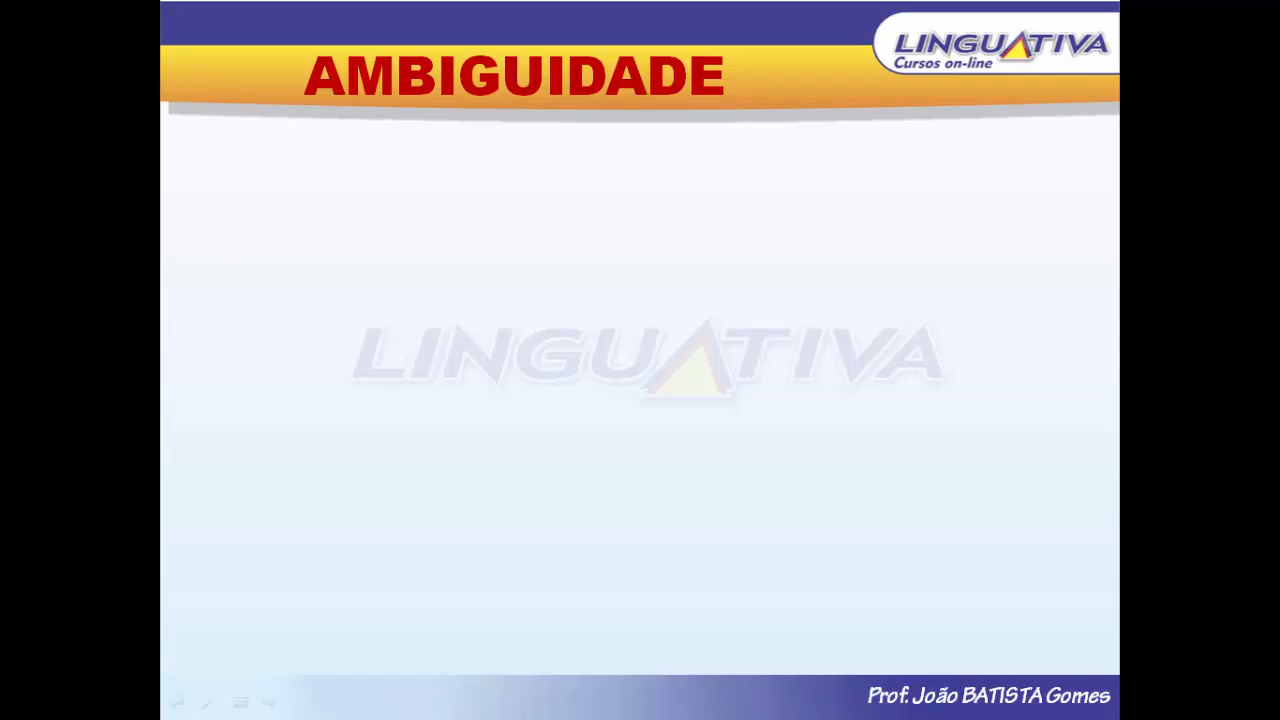 LINGUATIVA
Cursos on-line
AMBIGUIDADE
LINGUATIVA
Prof. João BATISTA Gomes